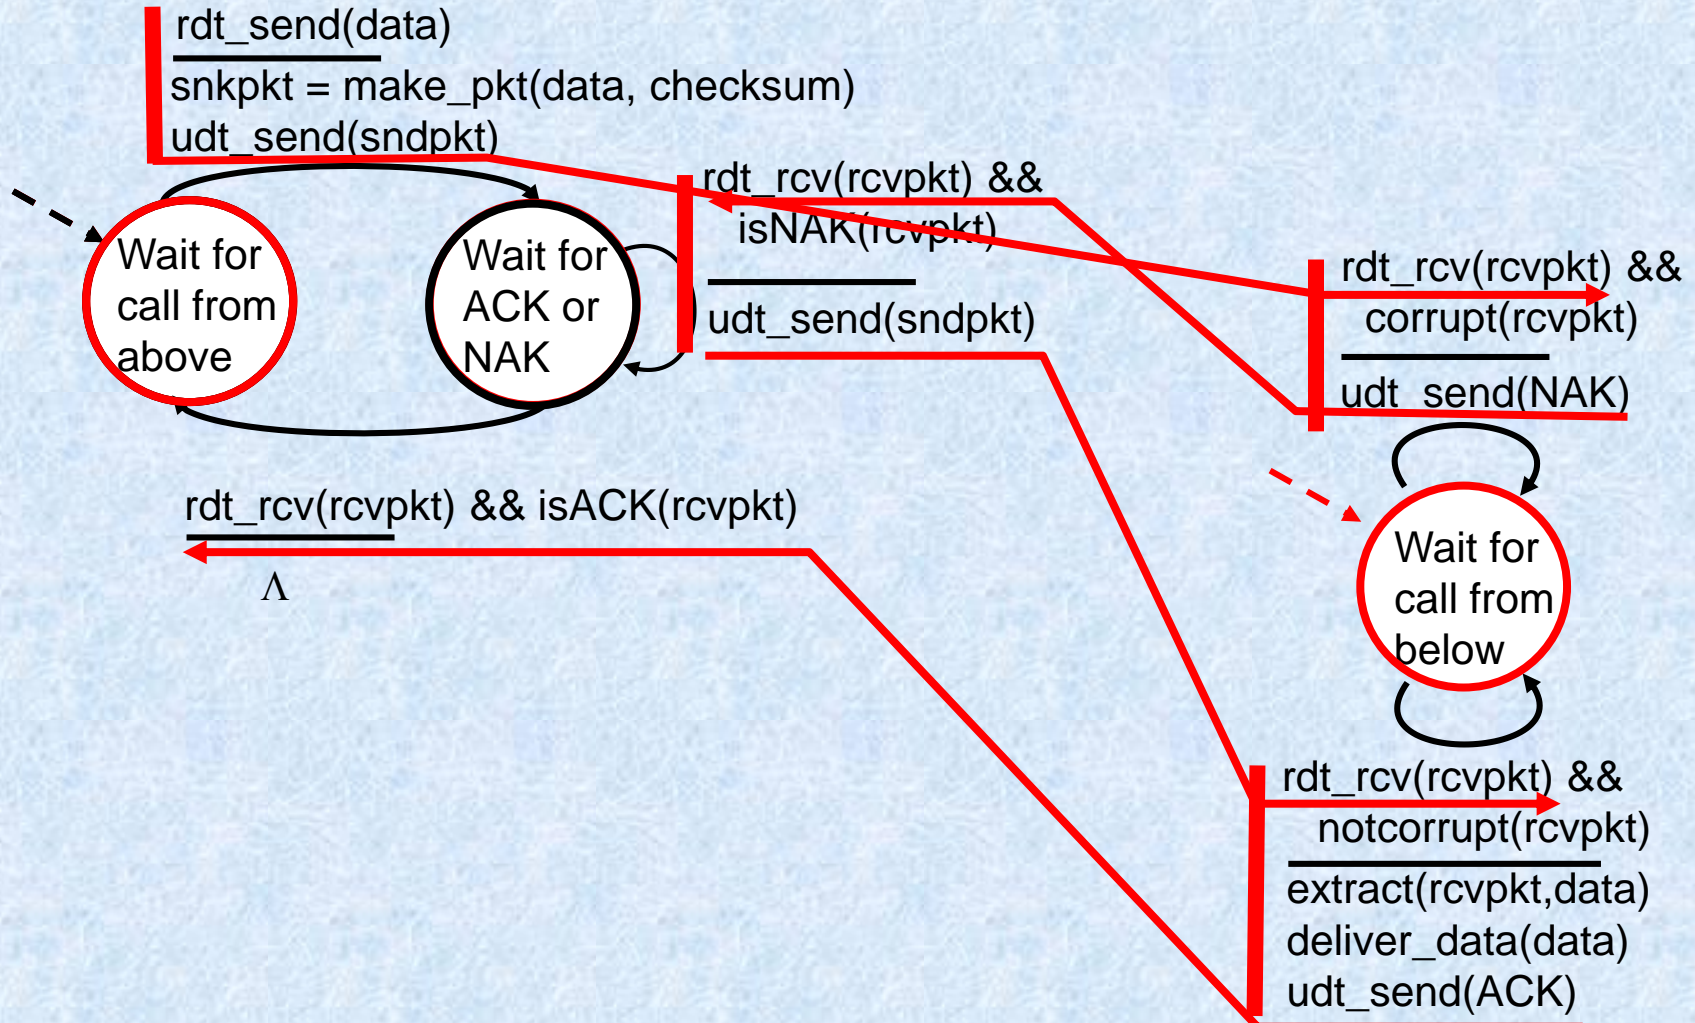 rdt_send(data)
snkpkt = make_pkt(data, checksum)
udt_send(sndpkt)
Wait for
call from
above
Wait for
ACK or
NAK
rdt_rcv(rcvpkt) &&
isNAK(rcvpkt)
udt_send(sndpkt)
rdt_rcv(rcvpkt) && isACK(rcvpkt)
Λ
rdt_rcv(rcvpkt) &&
corrupt(rcvpkt)
udt_send(NAK)
Wait for
call from
below
rdt_rcv(rcvpkt) &&
notcorrupt(rcvpkt)
extract(rcvpkt,data)
deliver_data(data)
udt_send(ACK)